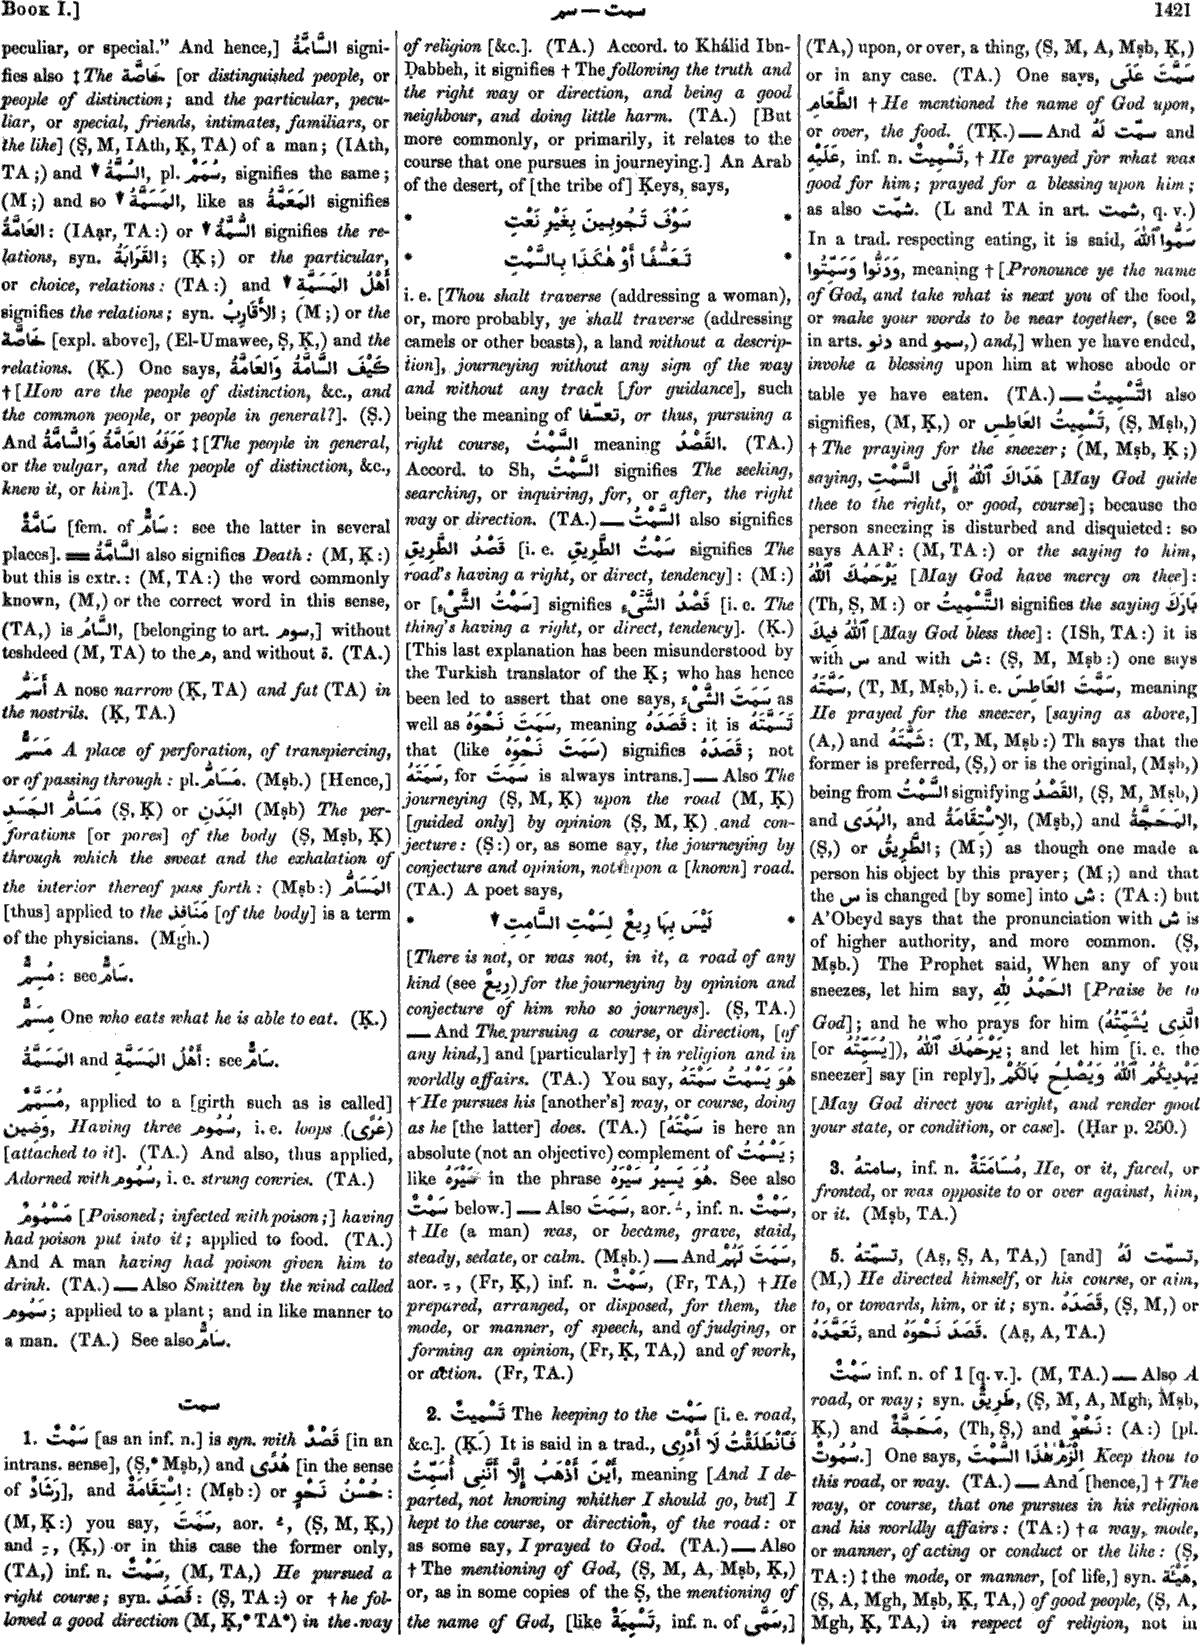 BOOK I.]
سمت — سمر
1421
peculiar, or special.” And hence,] السَّامَّةُ signi-
fies also ‡ The خَاصَّة [or distinguished people, or
people of distinction; and the particular, pecu-
liar, or special, friends, intimates, familiars, or
the like] (Ṣ, M, IAth, Ḳ, TA) of a man; (IAth,
TA;) and ▼ السُّمَّةُ, pl. سُمَمٌ, signifies the same;
(M;) and so ▼ المَسَمَّةُ, like as المَعَمَّةُ signifies
العَامَّةُ: (IAạr, TA:) or ▼ السُّمَّةُ signifies the re-
lations, syn. القَرَابَةُ; (Ḳ;) or the particular,
or choice, relations: (TA:) and ▼ أَهْلُ المَسَمَّةِ
signifies the relations; syn. الأَقَارِبُ; (M;) or the
خَاصَّة [expl. above], (El-Umawee, Ṣ, Ḳ,) and the
relations. (Ḳ.) One says, كَيْفَ السَّامَّةُ وَالعَامَّةُ
† [How are the people of distinction, &c., and
the common people, or people in general?]. (Ṣ.)
And عَرَفَهُ العَامَّةُ وَالسَّامَّةُ ‡ [The people in general,
or the vulgar, and the people of distinction, &c.,
knew it, or him]. (TA.)
سَامَّةٌ [fem. of سَامٌّ: see the latter in several
places]. ═ السَّامَّةُ also signifies Death: (M, Ḳ:)
but this is extr.: (M, TA:) the word commonly
known, (M,) or the correct word in this sense,
(TA,) is السَّامُ, [belonging to art. سوم,] without
teshdeed (M, TA) to the م, and without ة. (TA.)
أَسَمُّ A nose narrow (Ḳ, TA) and fat (TA) in
the nostrils. (Ḳ, TA.)
مَسَمٌّ A place of perforation, of transpiercing,
or of passing through: pl. مَسَامُّ. (Mṣb.) [Hence,]
مَسَامُّ الجَسَدِ (Ṣ, Ḳ) or البَدَنِ (Mṣb) The per-
forations [or pores] of the body (Ṣ, Mṣb, Ḳ)
through which the sweat and the exhalation of
the interior thereof pass forth: (Mṣb:) المَسَامُّ
[thus] applied to the مَنَافِذ [of the body] is a term
of the physicians. (Mgh.)
مُسِمٌّ: see سَامٌّ.
مِسَمٌّ One who eats what he is able to eat. (Ḳ.)
المَسَمَّةُ and أَهْلُ المَسَمَّةِ: see سَامٌّ.
مُسَمَّمٌ, applied to a [girth such as is called]
وَضِين, Having three سُمُوم, i. e. loops (عُرًى)
[attached to it]. (TA.) And also, thus applied,
Adorned with سُمُوم, i. e. strung cowries. (TA.)
مَسْمُومٌ [Poisoned; infected with poison;] having
had poison put into it; applied to food. (TA.)
And A man having had poison given him to
drink. (TA.) — Also Smitten by the wind called
سَمُوم; applied to a plant; and in like manner to
a man. (TA.) See also سَامٌّ.
سمت
1. سَمْتٌ [as an inf. n.] is syn. with قَصْدٌ [in an
intrans. sense], (Ṣ,* Mṣb,) and هُدًى [in the sense
of رَشَادٌ], and اسْتِقَامَةٌ: (Mṣb:) or حُسْنُ نَحْوٍ:
(M, Ḳ:) you say, سَمَتَ, aor. ـُ, (Ṣ, M, Ḳ,)
and ـِ, (Ḳ,) or in this case the former only,
(TA,) inf. n. سَمْتٌ, (M, TA,) He pursued a
right course; syn. قَصَدَ: (Ṣ, TA:) or † he fol-
lowed a good direction (M, Ḳ,* TA*) in the way
of religion [&c.]. (TA.) Accord. to Khálid Ibn-
Ḍabbeh, it signifies † The following the truth and
the right way or direction, and being a good
neighbour, and doing little harm. (TA.) [But
more commonly, or primarily, it relates to the
course that one pursues in journeying.] An Arab
of the desert, of [the tribe of] Ḳeys, says,
* سَوْفَ تَجُوبِينَ بِغَيْرِ نَعْتِ *
* تَعَسُّفًا أَوْ هٰكَذَا بِالسَّمْتِ *
i. e. [Thou shalt traverse (addressing a woman),
or, more probably, ye shall traverse (addressing
camels or other beasts), a land without a descrip-
tion], journeying without any sign of the way
and without any track [for guidance], such
being the meaning of تعسّفا, or thus, pursuing a
right course, السَّمْتُ meaning القَصْدُ. (TA.)
Accord. to Sh, السَّمْتُ signifies The seeking,
searching, or inquiring, for, or after, the right
way or direction. (TA.) — السَّمْتُ also signifies
قَصْدُ الطَّرِيقِ [i. e. سَمْتُ الطَّرِيقِ signifies The
road's having a right, or direct, tendency]: (M:)
or [سَمْتُ الشَّىْءِ] signifies قَصْدُ الشَّىْءِ [i. e. The
thing's having a right, or direct, tendency]. (Ḳ.)
[This last explanation has been misunderstood by
the Turkish translator of the Ḳ; who has hence
been led to assert that one says, سَمَتَ الشَّىْءَ as
well as سَمَتَ نَحْوَهُ, meaning قَصَدَهُ: it is تَسَمَّتَهُ
that (like سَمَتَ نَحْوَهُ) signifies قَصَدَهُ; not
سَمَتَهُ, for سَمَتَ is always intrans.] — Also The
journeying (Ṣ, M, Ḳ) upon the road (M, Ḳ)
[guided only] by opinion (Ṣ, M, Ḳ) and con-
jecture: (Ṣ:) or, as some say, the journeying by
conjecture and opinion, not upon a [known] road.
(TA.) A poet says,
* لَيْسَ بِهَا رِيعٌ لِسَمْتِ السَّامِتِ ▼ *
[There is not, or was not, in it, a road of any
kind (see رِيعٌ) for the journeying by opinion and
conjecture of him who so journeys]. (Ṣ, TA.)
— And The pursuing a course, or direction, [of
any kind,] and [particularly] † in religion and in
worldly affairs. (TA.) You say, هُوَ يَسْمُتُ سَمْتَهُ
† He pursues his [another's] way, or course, doing
as he [the latter] does. (TA.) [سَمْتَهُ is here an
absolute (not an objective) complement of يَسْمُتُ;
like سَيْرَهُ in the phrase هُوَ يَسِيرُ سَيْرَهُ. See also
سَمْتٌ below.] — Also سَمَتَ, aor. ـُ, inf. n. سَمْتٌ,
† He (a man) was, or became, grave, staid,
steady, sedate, or calm. (Mṣb.) — And سَمَتَ لَهُمْ,
aor. ـِ, (Fr, Ḳ,) inf. n. سَمْتٌ, (Fr, TA,) † He
prepared, arranged, or disposed, for them, the
mode, or manner, of speech, and of judging, or
forming an opinion, (Fr, Ḳ, TA,) and of work,
or action. (Fr, TA.)
2. تَسْمِيتٌ The keeping to the سَمْت [i. e. road,
&c.]. (Ḳ.) It is said in a trad., فَٱنْطَلَقْتُ لَا أَدْرِى
أَيْنَ أَذْهَبُ إِلَّا أَنَّنِى أُسَمِّتُ, meaning [And I de-
parted, not knowing whither I should go, but] I
kept to the course, or direction, of the road: or
as some say, I prayed to God. (TA.) — Also
† The mentioning of God, (Ṣ, M, A, Mṣb, Ḳ,)
or, as in some copies of the Ṣ, the mentioning of
the name of God, [like تَسْمِيَةٌ, inf. n. of سَمَّى,]
(TA,) upon, or over, a thing, (Ṣ, M, A, Mṣb, Ḳ,)
or in any case. (TA.) One says, سَمَّتَ عَلَى
الطَّعَامِ † He mentioned the name of God upon,
or over, the food. (TḲ.) — And سمّت لَهُ and
عَلَيْهِ, inf. n. تَسْمِيتٌ, † He prayed for what was
good for him; prayed for a blessing upon him;
as also شمّت. (L and TA in art. شمت, q. v.)
In a trad. respecting eating, it is said, سَمُّوا ٱللّٰهَ
وَدَنُّوا وَسَمِّتُوا, meaning † [Pronounce ye the name
of God, and take what is next you of the food,
or make your words to be near together, (see 2
in arts. دنو and سمو,) and,] when ye have ended,
invoke a blessing upon him at whose abode or
table ye have eaten. (TA.) — التَّسْمِيتُ also
signifies, (M, Ḳ,) or تَسْمِيتُ العَاطِسِ, (Ṣ, Mṣb,)
† The praying for the sneezer; (M, Mṣb, Ḳ;)
saying, هَدَاكَ ٱللّٰهُ إِلَى السَّمْتِ [May God guide
thee to the right, or good, course]; because the
person sneezing is disturbed and disquieted: so
says AAF: (M, TA:) or the saying to him,
يَرْحَمُكَ ٱللّٰهُ [May God have mercy on thee]:
(Th, Ṣ, M:) or التَّسْمِيتُ signifies the saying بَارَكَ
ٱللّٰهُ فِيكَ [May God bless thee]: (ISh, TA:) it is
with س and with ش: (Ṣ, M, Mṣb:) one says
سَمَّتَهُ, (T, M, Mṣb,) i. e. سَمَّتَ العَاطِسَ, meaning
He prayed for the sneezer, [saying as above,]
(A,) and شَمَّتَهُ: (T, M, Mṣb:) Th says that the
former is preferred, (Ṣ,) or is the original, (Mṣb,)
being from السَّمْتُ signifying القَصْدُ, (Ṣ, M, Mṣb,)
and الهُدَى, and الاِسْتِقَامَةُ, (Mṣb,) and المَحَجَّةُ,
(Ṣ,) or الطَّرِيقُ; (M;) as though one made a
person his object by this prayer; (M;) and that
the س is changed [by some] into ش: (TA:) but
A'Obeyd says that the pronunciation with ش is
of higher authority, and more common. (Ṣ,
Mṣb.) The Prophet said, When any of you
sneezes, let him say, الحَمْدُ لِلّٰهِ [Praise be to
God]; and he who prays for him (الَّذِى يُشَمِّتُهُ
[or يُسَمِّتُهُ]), يَرْحَمُكَ ٱللّٰهُ; and let him [i. e. the
sneezer] say [in reply], يَهْدِيكُمُ ٱللّٰهُ وَيُصْلِحُ بَالَكُمْ
[May God direct you aright, and render good
your state, or condition, or case]. (Ḥar p. 250.)
3. سامتهُ, inf. n. مُسَامَتَةٌ, He, or it, faced, or
fronted, or was opposite to or over against, him,
or it. (Mṣb, TA.)
5. تسمّتهُ, (Aṣ, Ṣ, A, TA,) [and] تسمّت لَهُ,
(M,) He directed himself, or his course, or aim,
to, or towards, him, or it; syn. قَصَدَهُ, (Ṣ, M,) or
تَعَمَّدَهُ, and قَصَدَ نَحْوَهُ. (Aṣ, A, TA.)
سَمْتٌ inf. n. of 1 [q. v.]. (M, TA.) — Also A
road, or way; syn. طَرِيقٌ, (Ṣ, M, A, Mgh, Mṣb,
Ḳ,) and مَحَجَّةٌ, (Th, Ṣ,) and نَحْوٌ: (A:) [pl.
سُمُوتٌ.] One says, اِلْزَمْ هٰذَا السَّمْتَ Keep thou to
this road, or way. (TA.) — And [hence,] † The
way, or course, that one pursues in his religion
and his worldly affairs: (TA:) † a way, mode,
or manner, of acting or conduct or the like: (Ṣ,
TA:) ‡ the mode, or manner, [of life,] syn. هَيْئَة,
(Ṣ, A, Mgh, Mṣb, Ḳ, TA,) of good people, (Ṣ, A,
Mgh, Ḳ, TA,) in respect of religion, not in